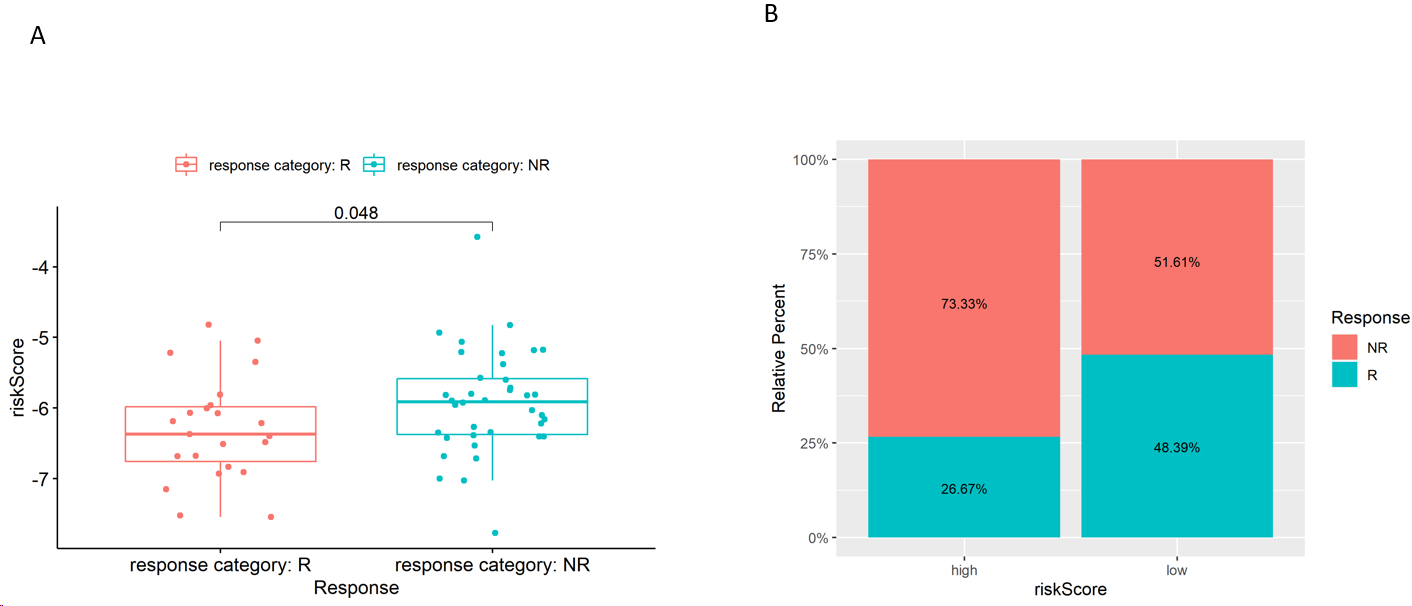 A
response category: R response category: NR
0.048
-4
-5
-6
-7
riskScore
response category: R response category: NR
Response
B
100%
75%
50%
25%
0%
Relative Percent
73.33%
26.67%
51.61%
48.39%
high low
riskScore
Response
NR
R